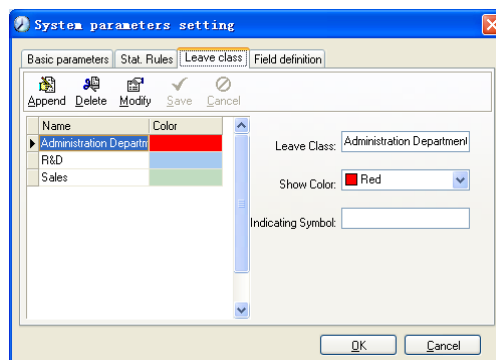 System parameters setting
Basic parameters Stat. Rules Leave class Field definition
Append Delete Modify Save Cancel
Name Color
Administration Departm
R&D
Sales
Leave Class: Administration Department
Show Color: Red
Indicating Symbol:
OK Cancel